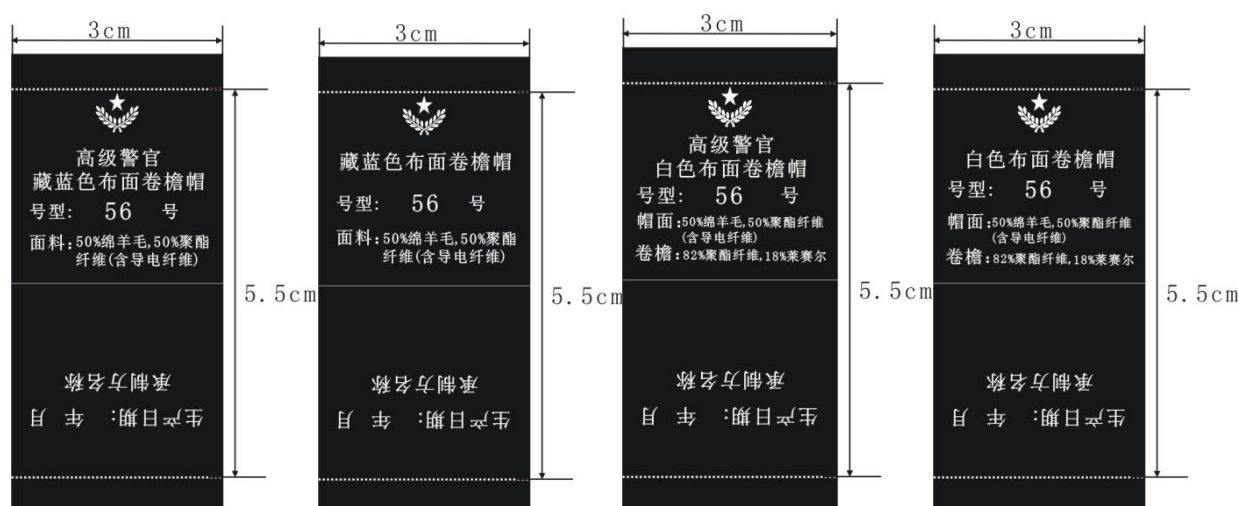 3cm
高级警官
藏蓝色布面卷檐帽
号型: 56 号
面料:50%绵羊毛,50%聚酯
纤维(含导电纤维)
5.5cm
承制方名称
生产日期: 年 月
3cm
藏蓝色布面卷檐帽
号型: 56 号
面料:50%绵羊毛,50%聚酯
纤维(含导电纤维)
5.5cm
承制方名称
生产日期: 年 月
3cm
高级警官
白色布面卷檐帽
号型: 56 号
帽面:50%绵羊毛,50%聚酯纤维
(含导电纤维)
卷檐:82%聚酯纤维,18%莱赛尔
5.5cm
承制方名称
生产日期: 年 月
3cm
白色布面卷檐帽
号型: 56 号
帽面:50%绵羊毛,50%聚酯纤维
(含导电纤维)
卷檐:82%聚酯纤维,18%莱赛尔
5.5cm
承制方名称
生产日期: 年 月